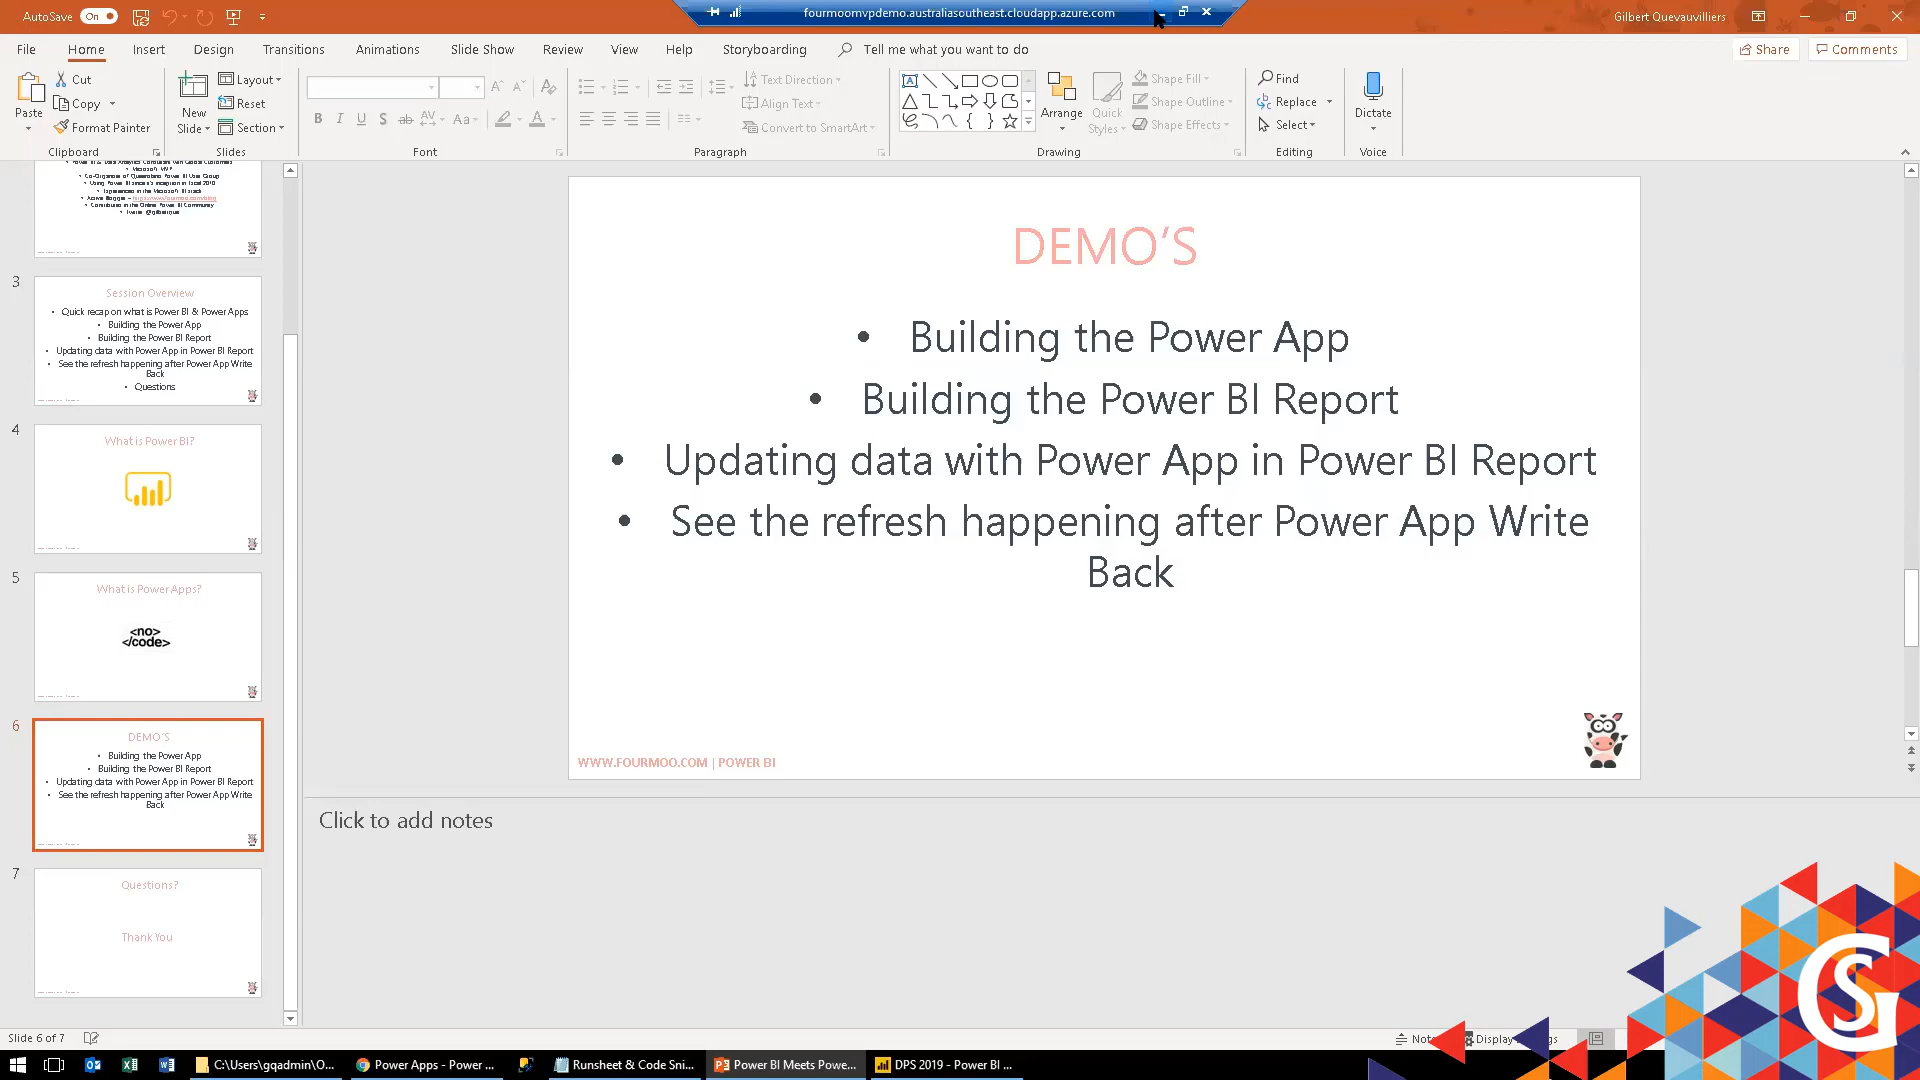 AutoSave On
fourmoomvpdemo.australiasoutheast.cloudapp.azure.com
Gilbert Quevauvilliers
File Home Insert Design Transitions Animations Slide Show Review View Help Storyboarding Tell me what you want to do
Share Comments
Paste
Cut
Copy
Format Painter
Clipboard
New
Slide
Layout
Reset
Section
Slides
Font
Text Direction
Align Text
Convert to SmartArt
Paragraph
Arrange
Quick
Styles
Shape Fill
Shape Outline
Shape Effects
Drawing
Find
Replace
Select
Editing
Dictate
Voice
• Microsoft MVP
3
Session Overview
• Quick recap on what is Power BI & Power Apps
• Building the Power App
• Building the Power BI Report
• Updating data with Power App in Power BI Report
• See the refresh happening after Power App Write
Back
• Questions
4
What is Power BI?
5
What is Power Apps?
<no>
</code>
6
DEMO'S
• Building the Power App
• Building the Power BI Report
• Updating data with Power App in Power BI Report
• See the refresh happening after Power App Write
Back
7
Questions?
Thank You
DEMO'S
• Building the Power App
• Building the Power BI Report
• Updating data with Power App in Power BI Report
• See the refresh happening after Power App Write
Back
WWW.FOURMOO.COM | POWER BI
Click to add notes
Slide 6 of 7
C:\Users\gqadmin\O...
Power Apps - Power ...
Runsheet & Code Sni...
Power BI Meets Powe...
DPS 2019 - Power BI ...